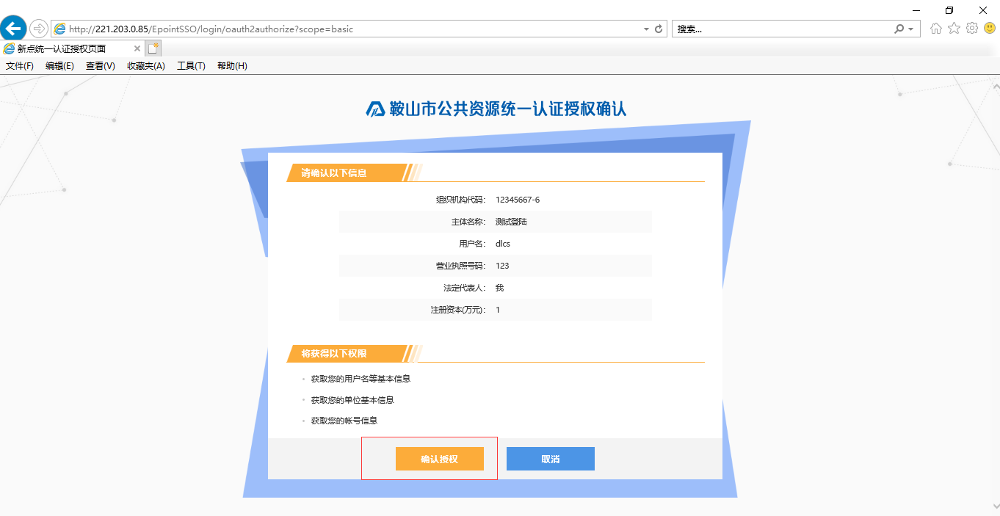 http://221.203.0.85/EpointSSO/login/oauth2authorize?scope=basic
搜索...
新点统一认证授权页面
文件(F) 编辑(E) 查看(V) 收藏夹(A) 工具(T) 帮助(H)
鞍山市公共资源统一认证授权确认
请确认以下信息
组织机构代码: 12345667-6
主体名称: 测试登陆
用户名: dlcs
营业执照号码: 123
法定代表人: 我
注册资本(万元): 1
将获得以下权限
获取您的用户名等基本信息
获取您的单位基本信息
获取您的帐号信息
确认授权 取消